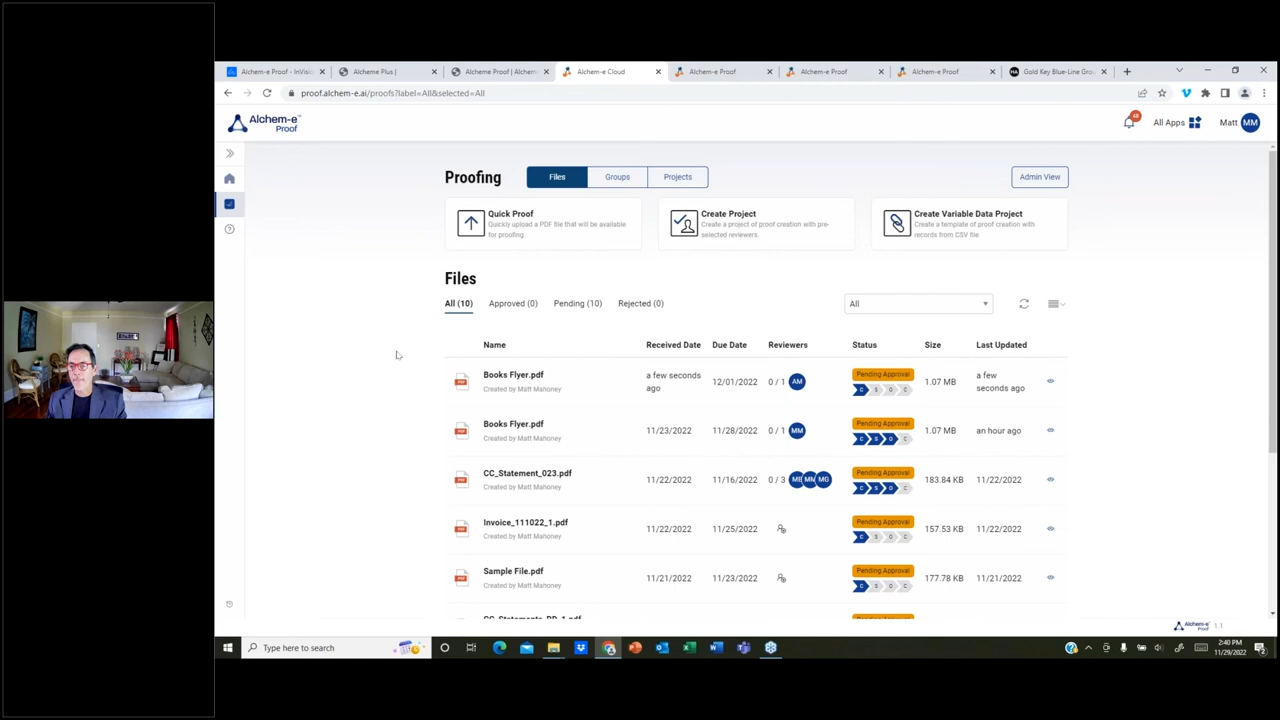 Alchem-e Proof - InVisi
Alcheme Plus |
Alcheme Proof | Alchem
Alchem-e Cloud
Alchem-e Proof
Alchem-e Proof
Alchem-e Proof
Gold Key Blue-Line Gro
proof.alchem-e.ai/proofs?label=All&selected=All
Alchem-e™
Proof
All Apps
Matt MM
Proofing
Files
Groups
Projects
Admin View
Quick Proof
Quickly upload a PDF file that will be available
for proofing.
Create Project
Create a project of proof creation with pre-
selected reviewers.
Create Variable Data Project
Create a template of proof creation with
records from CSV file.
Files
All (10)
Approved (0)
Pending (10)
Rejected (0)
All
Name
Received Date
Due Date
Reviewers
Status
Size
Last Updated
Books Flyer.pdf
Created by Matt Mahoney
a few seconds
ago
12/01/2022
0 / 1
AM
Pending Approval
C S O C
1.07 MB
a few
seconds ago
Books Flyer.pdf
Created by Matt Mahoney
11/23/2022
11/28/2022
0 / 1
MM
Pending Approval
C S O C
1.07 MB
an hour ago
CC_Statement_023.pdf
Created by Matt Mahoney
11/22/2022
11/16/2022
0 / 3
MG
Pending Approval
C S O C
183.84 KB
11/22/2022
Invoice_111022_1.pdf
Created by Matt Mahoney
11/22/2022
11/25/2022
Pending Approval
C S O C
157.53 KB
11/22/2022
Sample File.pdf
Created by Matt Mahoney
11/21/2022
11/23/2022
Pending Approval
C S O C
177.78 KB
11/21/2022
Alchem-e
1.1
Type here to search
2:40 PM
11/29/2022